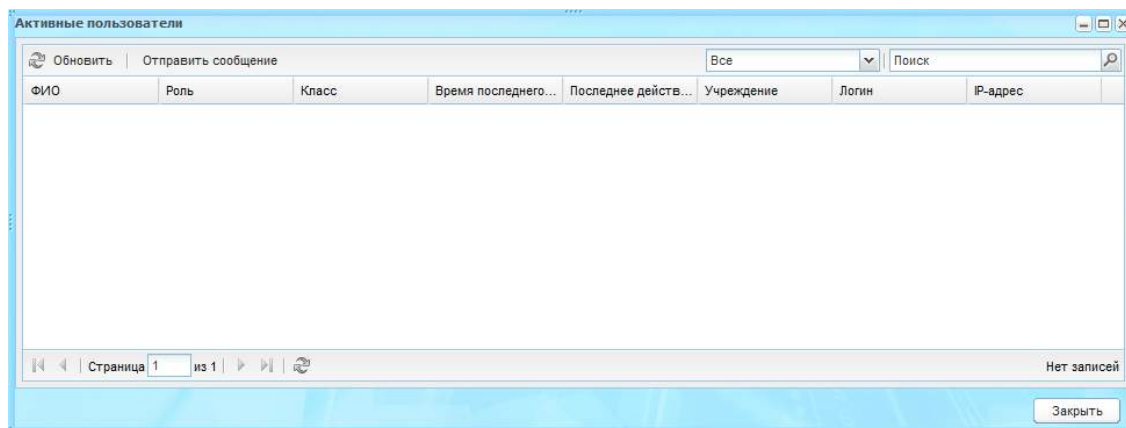 Активные пользователи
Обновить Отправить сообщение Все Поиск
ФИО Роль Класс Время последнего... Последнее действ... Учреждение Логин IP-адрес
Страница 1 из 1 Нет записей
Закрыть